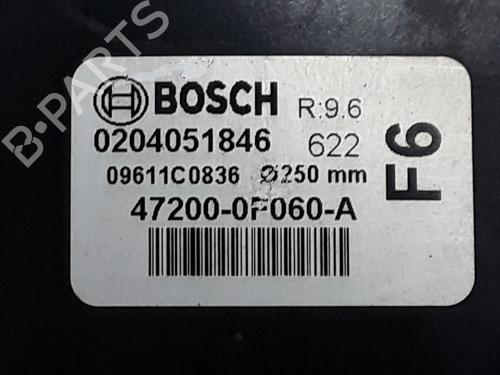 B-PARTS
BOSCH R:9.6
0204051846 622
09611C0836 Ø250 mm
47200-0F060-A
F6